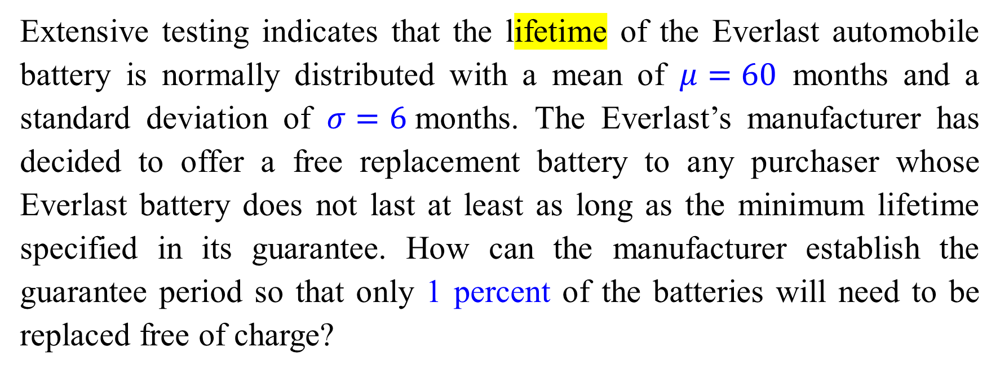 Extensive testing indicates that the lifetime of the Everlast automobile
battery is normally distributed with a mean of μ = 60 months and a
standard deviation of σ = 6 months. The Everlast’s manufacturer has
decided to offer a free replacement battery to any purchaser whose
Everlast battery does not last at least as long as the minimum lifetime
specified in its guarantee. How can the manufacturer establish the
guarantee period so that only 1 percent of the batteries will need to be
replaced free of charge?